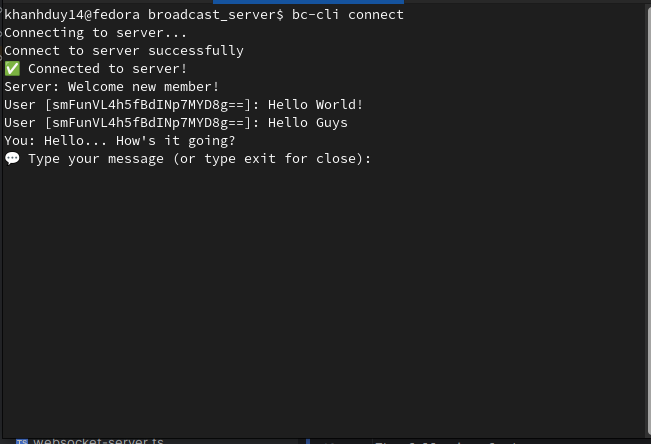 khanhduy14@fedora broadcast_server$ bc-cli connect
Connecting to server...
Connect to server successfully
✅ Connected to server!
Server: Welcome new member!
User [smFunVL4h5fBdINp7MYD8g==]: Hello World!
User [smFunVL4h5fBdINp7MYD8g==]: Hello Guys
You: Hello... How's it going?
💬 Type your message (or type exit for close):
TS websocket-server.ts